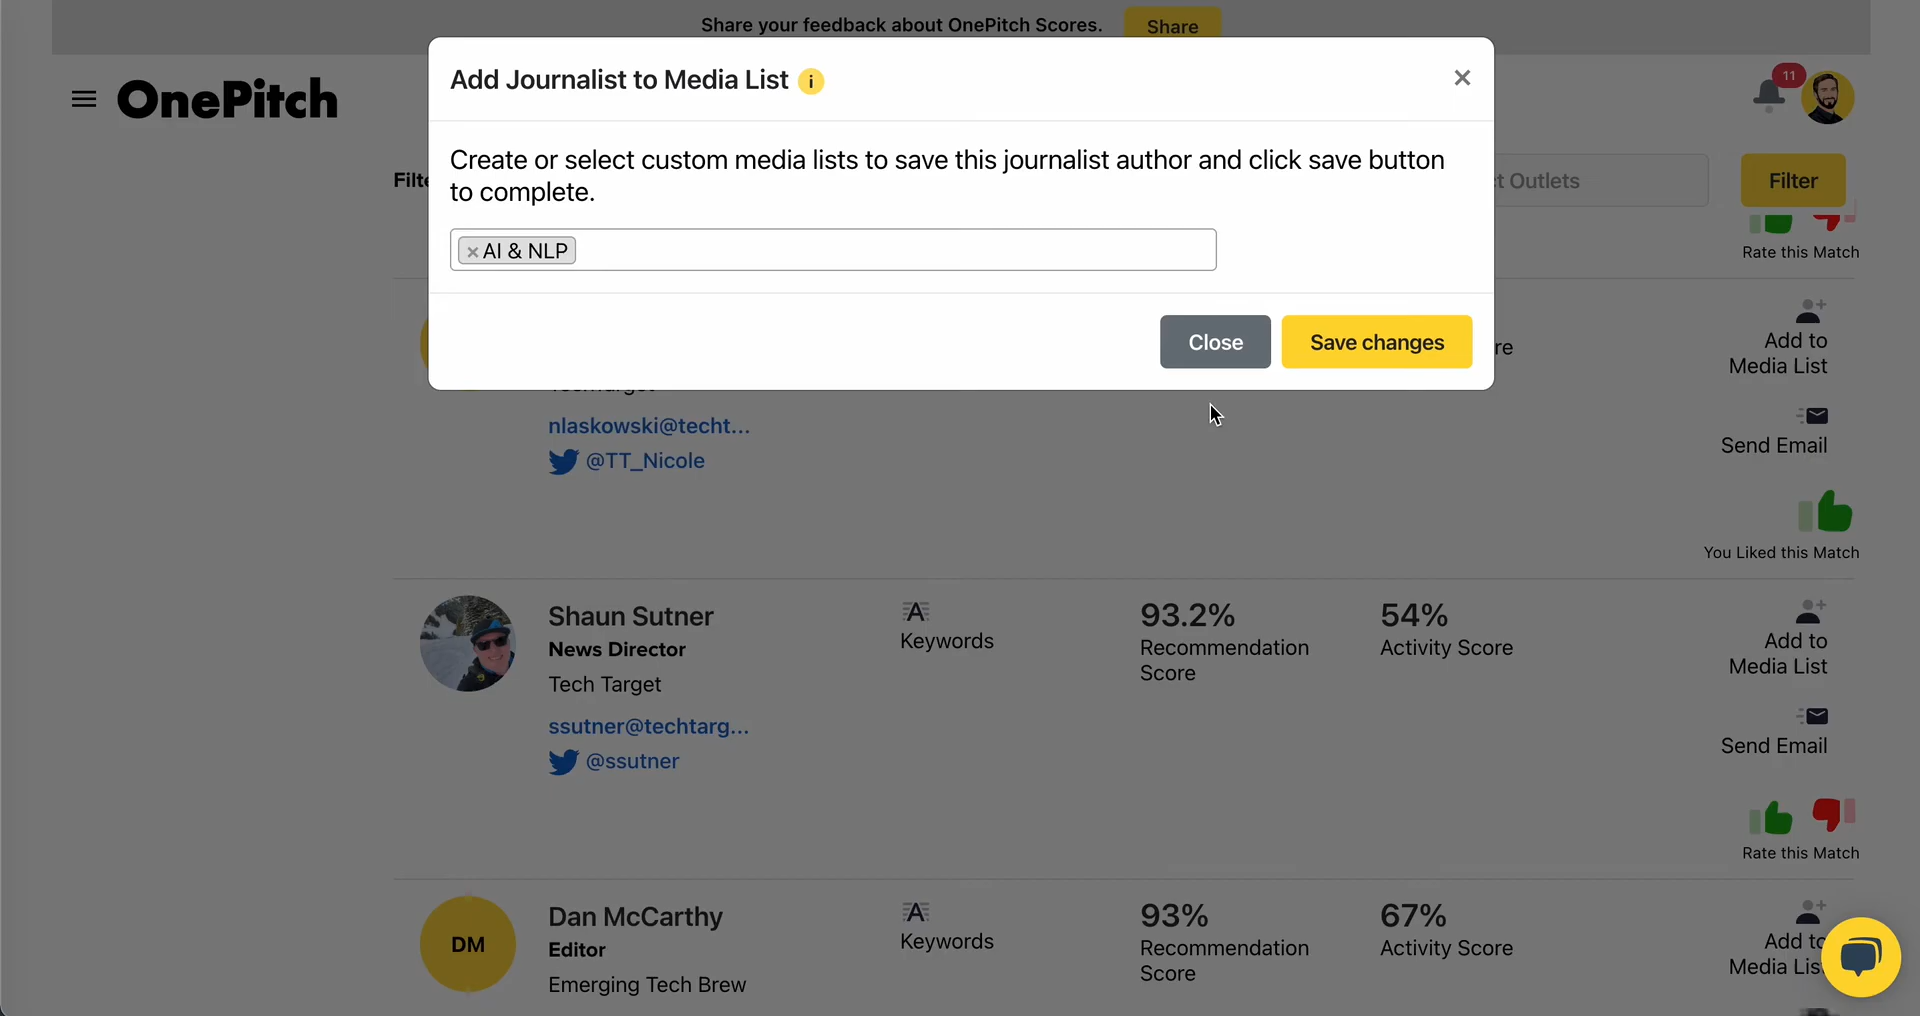 Share your feedback about OnePitch Scores. Share
Add Journalist to Media List i
×
OnePitch
11
Create or select custom media lists to save this journalist author and click save button
to complete.
Filte
t Outlets
Filter
× AI & NLP
Rate this Match
Close
Save changes
re
Add to
Media List
nlaskowski@techt...
@TT_Nicole
Send Email
You Liked this Match
Shaun Sutner
News Director
Tech Target
ssutner@techtarg...
@ssutner
A
Keywords
93.2%
Recommendation
Score
54%
Activity Score
Add to
Media List
Send Email
Rate this Match
DM
Dan McCarthy
Editor
Emerging Tech Brew
A
Keywords
93%
Recommendation
Score
67%
Activity Score
Add to
Media Lis